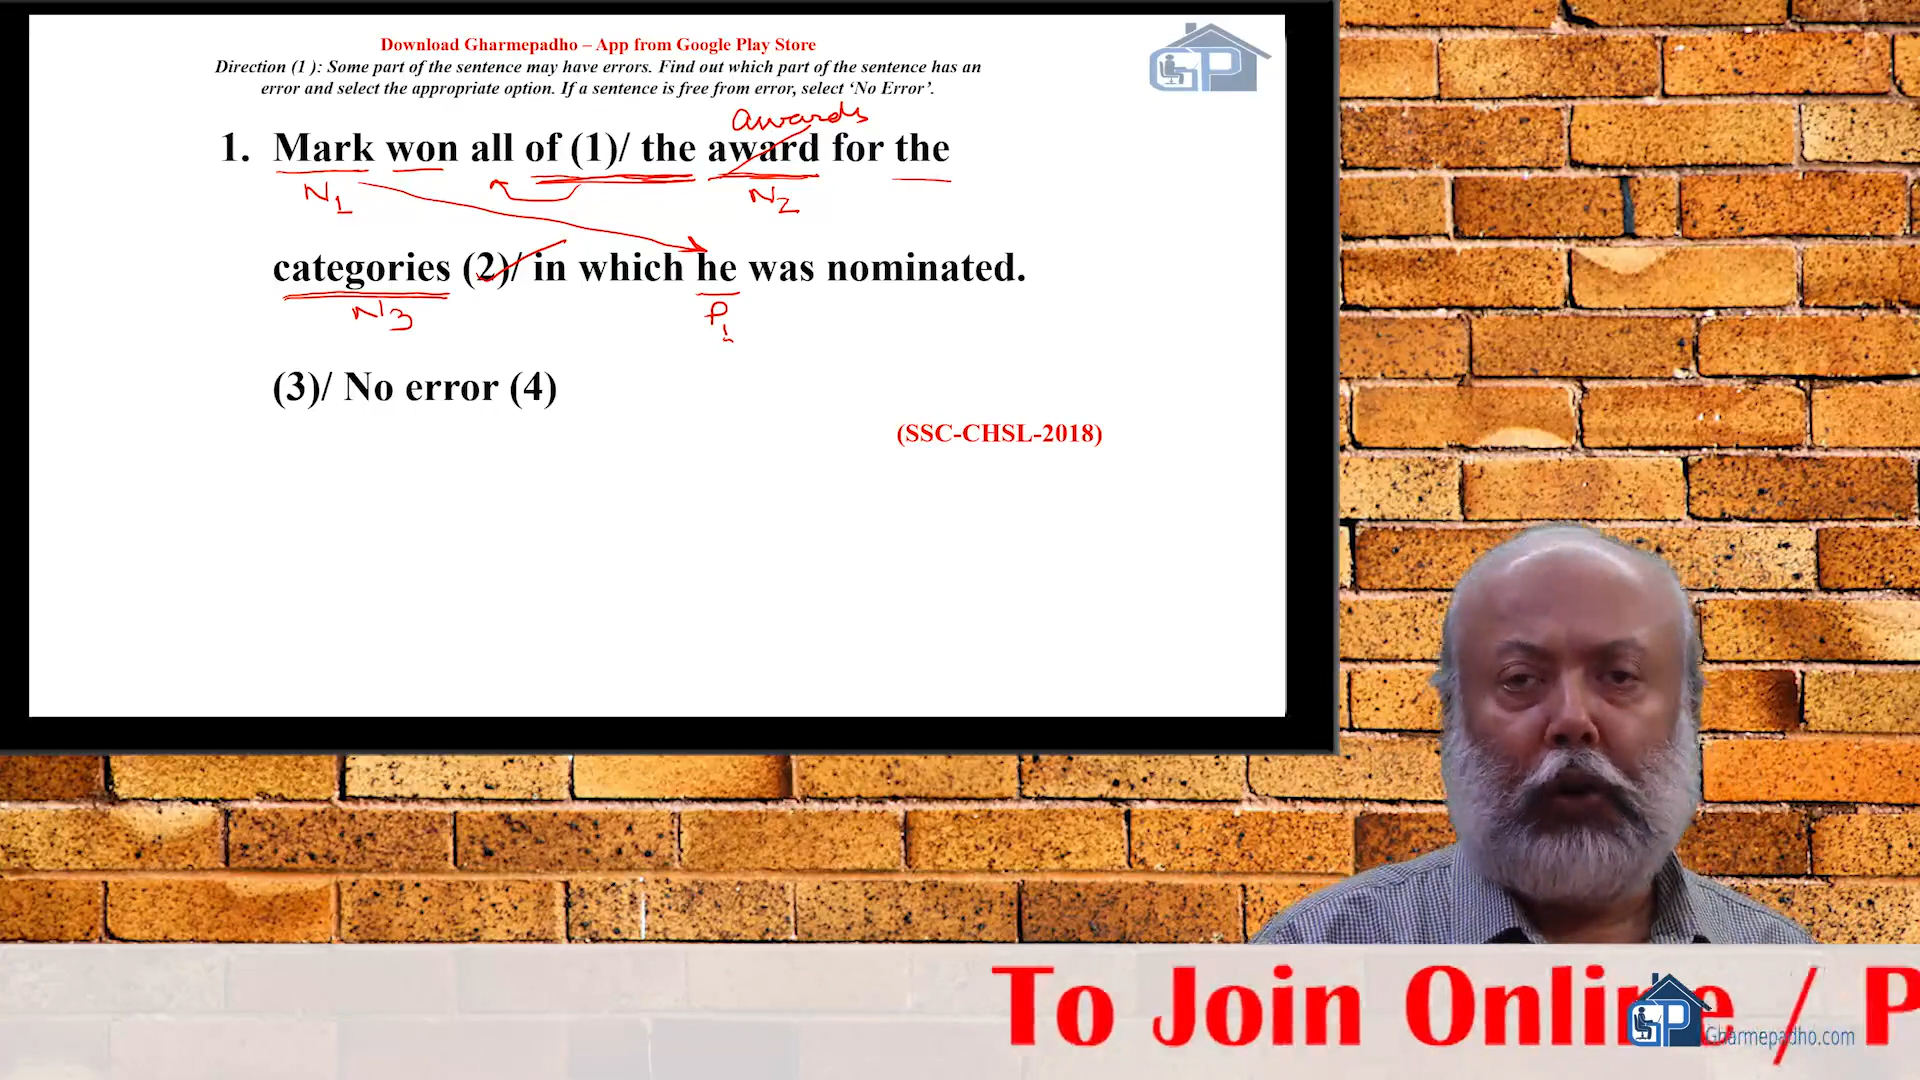 Download Gharmepadho – App from Google Play Store
Direction (1 ): Some part of the sentence may have errors. Find out which part of the sentence has an
error and select the appropriate option. If a sentence is free from error, select ‘No Error’.
GP
awards
1. Mark won all of (1)/ the award for the
N1
N2
categories (2)/ in which he was nominated.
N3
P1
(3)/ No error (4)
(SSC-CHSL-2018)
To Join Online / P
GP
Gharmepadho.com